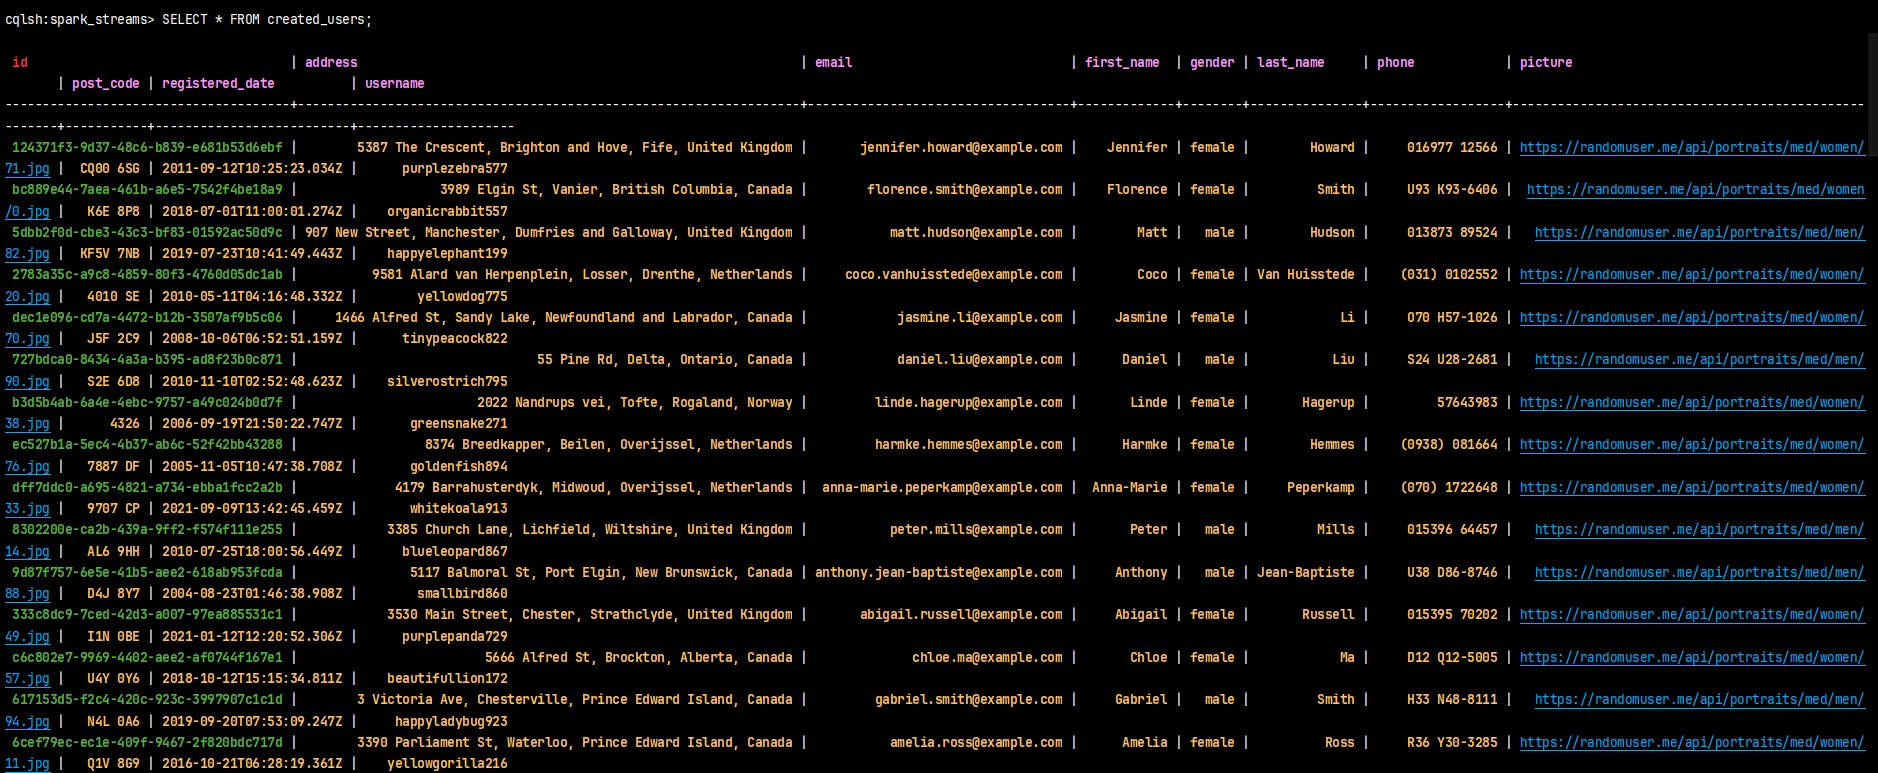 cqlsh:spark_streams> SELECT * FROM created_users;
id | address | email | first_name | gender | last_name | phone | picture
| post_code | registered_date | username
--------------------------------------+-------------------------------------------------------------------+-----------------------------------+-------------+--------+---------------+------------------+-----------------------------------------------
-------+-----------+--------------------------+---------------------
124371f3-9d37-48c6-b839-e681b53d6ebf | 5387 The Crescent, Brighton and Hove, Fife, United Kingdom | jennifer.howard@example.com | Jennifer | female | Howard | 016977 12566 | https://randomuser.me/api/portraits/med/women/
71.jpg | CQ00 6SG | 2011-09-12T10:25:23.034Z | purplezebra577
bc889e44-7aea-461b-a6e5-7542f4be18a9 | 3989 Elgin St, Vanier, British Columbia, Canada | florence.smith@example.com | Florence | female | Smith | U93 K93-6406 | https://randomuser.me/api/portraits/med/women
/0.jpg | K6E 8P8 | 2018-07-01T11:00:01.274Z | organicrabbit557
5dbb2f0d-cbe3-43c3-bf83-01592ac50d9c | 907 New Street, Manchester, Dumfries and Galloway, United Kingdom | matt.hudson@example.com | Matt | male | Hudson | 013873 89524 | https://randomuser.me/api/portraits/med/men/
82.jpg | KF5V 7NB | 2019-07-23T10:41:49.443Z | happyelephant199
2783a35c-a9c8-4859-80f3-4760d05dc1ab | 9581 Alard van Herpenplein, Losser, Drenthe, Netherlands | coco.vanhuisstede@example.com | Coco | female | Van Huisstede | (031) 0102552 | https://randomuser.me/api/portraits/med/women/
20.jpg | 4010 SE | 2010-05-11T04:16:48.332Z | yellowdog775
dec1e096-cd7a-4472-b12b-3507af9b5c06 | 1466 Alfred St, Sandy Lake, Newfoundland and Labrador, Canada | jasmine.li@example.com | Jasmine | female | Li | O70 H57-1026 | https://randomuser.me/api/portraits/med/women/
70.jpg | J5F 2C9 | 2008-10-06T06:52:51.159Z | tinypeacock822
727bdca0-8434-4a3a-b395-ad8f23b0c871 | 55 Pine Rd, Delta, Ontario, Canada | daniel.liu@example.com | Daniel | male | Liu | S24 U28-2681 | https://randomuser.me/api/portraits/med/men/
90.jpg | S2E 6D8 | 2010-11-10T02:52:48.623Z | silverostrich795
b3d5b4ab-6a4e-4ebc-9757-a49c024b0d7f | 2022 Nandrups vei, Tofte, Rogaland, Norway | linde.hagerup@example.com | Linde | female | Hagerup | 57643983 | https://randomuser.me/api/portraits/med/women/
38.jpg | 4326 | 2006-09-19T21:50:22.747Z | greensnake271
ec527b1a-5ec4-4b37-ab6c-52f42bb43288 | 8374 Breedkapper, Beilen, Overijssel, Netherlands | harmke.hemmes@example.com | Harmke | female | Hemmes | (0938) 081664 | https://randomuser.me/api/portraits/med/women/
76.jpg | 7887 DF | 2005-11-05T10:47:38.708Z | goldenfish894
dff7ddc0-a695-4821-a734-ebba1fcc2a2b | 4179 Barrahusterdyk, Midwoud, Overijssel, Netherlands | anna-marie.peperkamp@example.com | Anna-Marie | female | Peperkamp | (070) 1722648 | https://randomuser.me/api/portraits/med/women/
33.jpg | 9707 CP | 2021-09-09T13:42:45.459Z | whitekoala913
8302200e-ca2b-439a-9ff2-f574f111e255 | 3385 Church Lane, Lichfield, Wiltshire, United Kingdom | peter.mills@example.com | Peter | male | Mills | 015396 64457 | https://randomuser.me/api/portraits/med/men/
14.jpg | AL6 9HH | 2010-07-25T18:00:56.449Z | blueleopard867
9d87f757-6e5e-41b5-aee2-618ab953fcda | 5117 Balmoral St, Port Elgin, New Brunswick, Canada | anthony.jean-baptiste@example.com | Anthony | male | Jean-Baptiste | U38 D86-8746 | https://randomuser.me/api/portraits/med/men/
88.jpg | D4J 8Y7 | 2004-08-23T01:46:38.908Z | smallbird860
333c8dc9-7ced-42d3-a007-97ea885531c1 | 3530 Main Street, Chester, Strathclyde, United Kingdom | abigail.russell@example.com | Abigail | female | Russell | 015395 70202 | https://randomuser.me/api/portraits/med/women/
49.jpg | I1N 0BE | 2021-01-12T12:20:52.306Z | purplepanda729
c6c802e7-9969-4402-aee2-af0744f167e1 | 5666 Alfred St, Brockton, Alberta, Canada | chloe.ma@example.com | Chloe | female | Ma | D12 Q12-5005 | https://randomuser.me/api/portraits/med/women/
57.jpg | U4Y 0Y6 | 2018-10-12T15:15:34.811Z | beautifullion172
617153d5-f2c4-420c-923c-3997907c1c1d | 3 Victoria Ave, Chesterville, Prince Edward Island, Canada | gabriel.smith@example.com | Gabriel | male | Smith | H33 N48-8111 | https://randomuser.me/api/portraits/med/men/
94.jpg | N4L 0A6 | 2019-09-20T07:53:09.247Z | happyladybug923
6cef79ec-ec1e-409f-9467-2f820bdc717d | 3390 Parliament St, Waterloo, Prince Edward Island, Canada | amelia.ross@example.com | Amelia | female | Ross | R36 Y30-3285 | https://randomuser.me/api/portraits/med/women/
11.jpg | Q1V 8G9 | 2016-10-21T06:28:19.361Z | yellowgorilla216